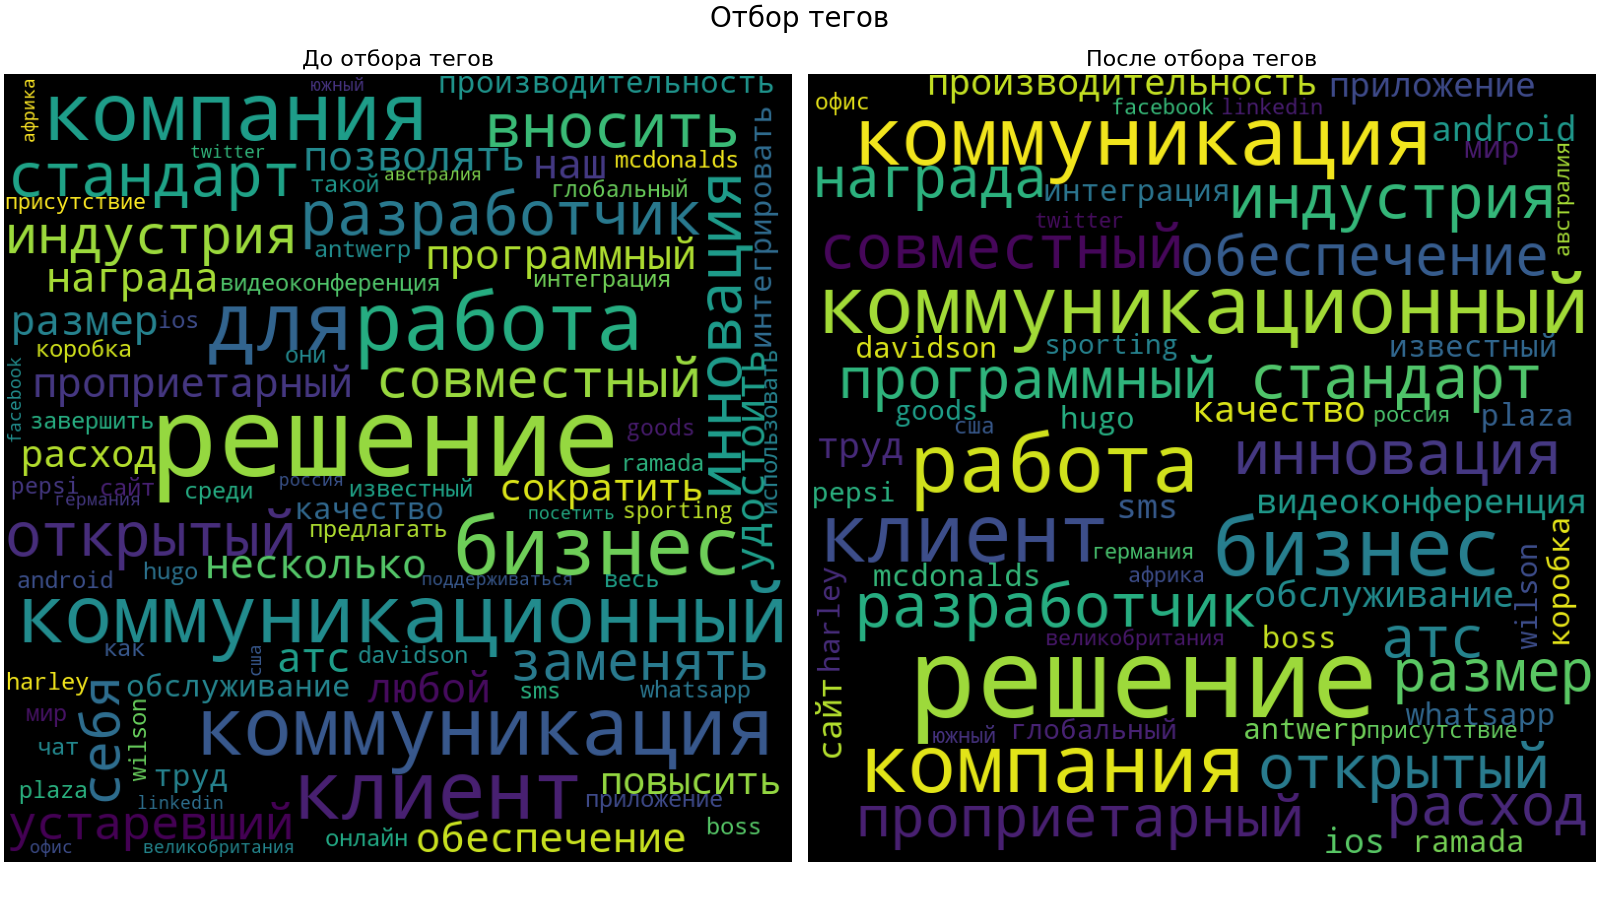 Отбор тегов
До отбора тегов
африка
южный
производительность
компания
вносить
twitter
позволять
наш
mcdonalds
стандарт
такой
австралия
глобальный
интегрировать
присутствие
разработчик
индустрия
antwerp
программный
инновация
награда
видеоконференция
интеграция
размер
ios
для
работа
коробка
они
facebook
проприетарный
совместный
использовать
завершить
решение
goods
расход
ramada
удостоить
pepsi
сайт
германия
среди
россия
известный
сократить
качество
посетить
sporting
открытый
предлагать
бизнес
несколько
android
hugo
поддерживаться
весь
коммуникационный
как
сша
атс
davidson
заменять
harley
себя
обслуживание
любой
sms
whatsapp
мир
wilson
коммуникация
чат
труд
клиент
повысить
plaza
linkedin
приложение
устаревший
онлайн
обеспечение
boss
офис
великобритания
После отбора тегов
производительность
приложение
офис
facebook
linkedin
коммуникация
android
мир
награда
интеграция
индустрия
австралия
twitter
совместный
обеспечение
коммуникационный
davidson
sporting
известный
программный
стандарт
goods
сша
hugo
качество
россия
plaza
труд
работа
инновация
pepsi
sms
видеоконференция
клиент
германия
бизнес
коробка
mcdonalds
африка
harley
разработчик
обслуживание
wilson
великобритания
boss
атс
решение
размер
сайт
южный
глобальный
antwerp
присутствие
whatsapp
компания
открытый
проприетарный
расход
ios
ramada